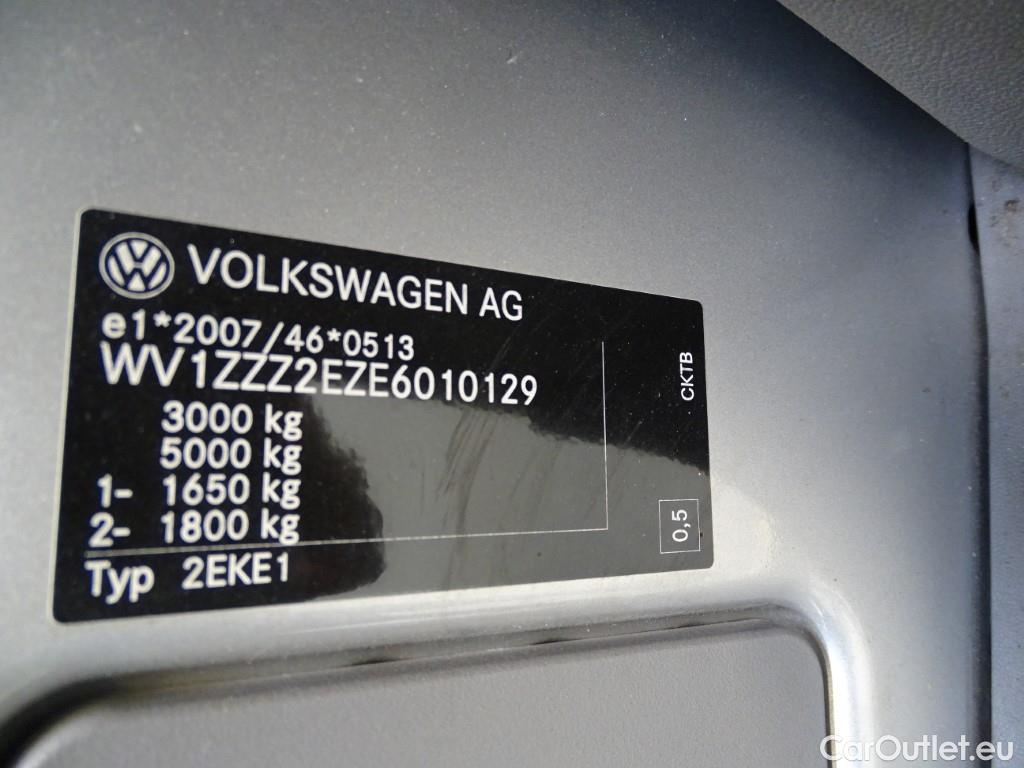 VOLKSWAGEN AG
e1*2007/46*0513
WV1ZZZ2EZE6010129
3000 kg
5000 kg
1- 1650 kg
2- 1800 kg
Typ 2EKE1
CKTB
0,5
CarOutlet.eu